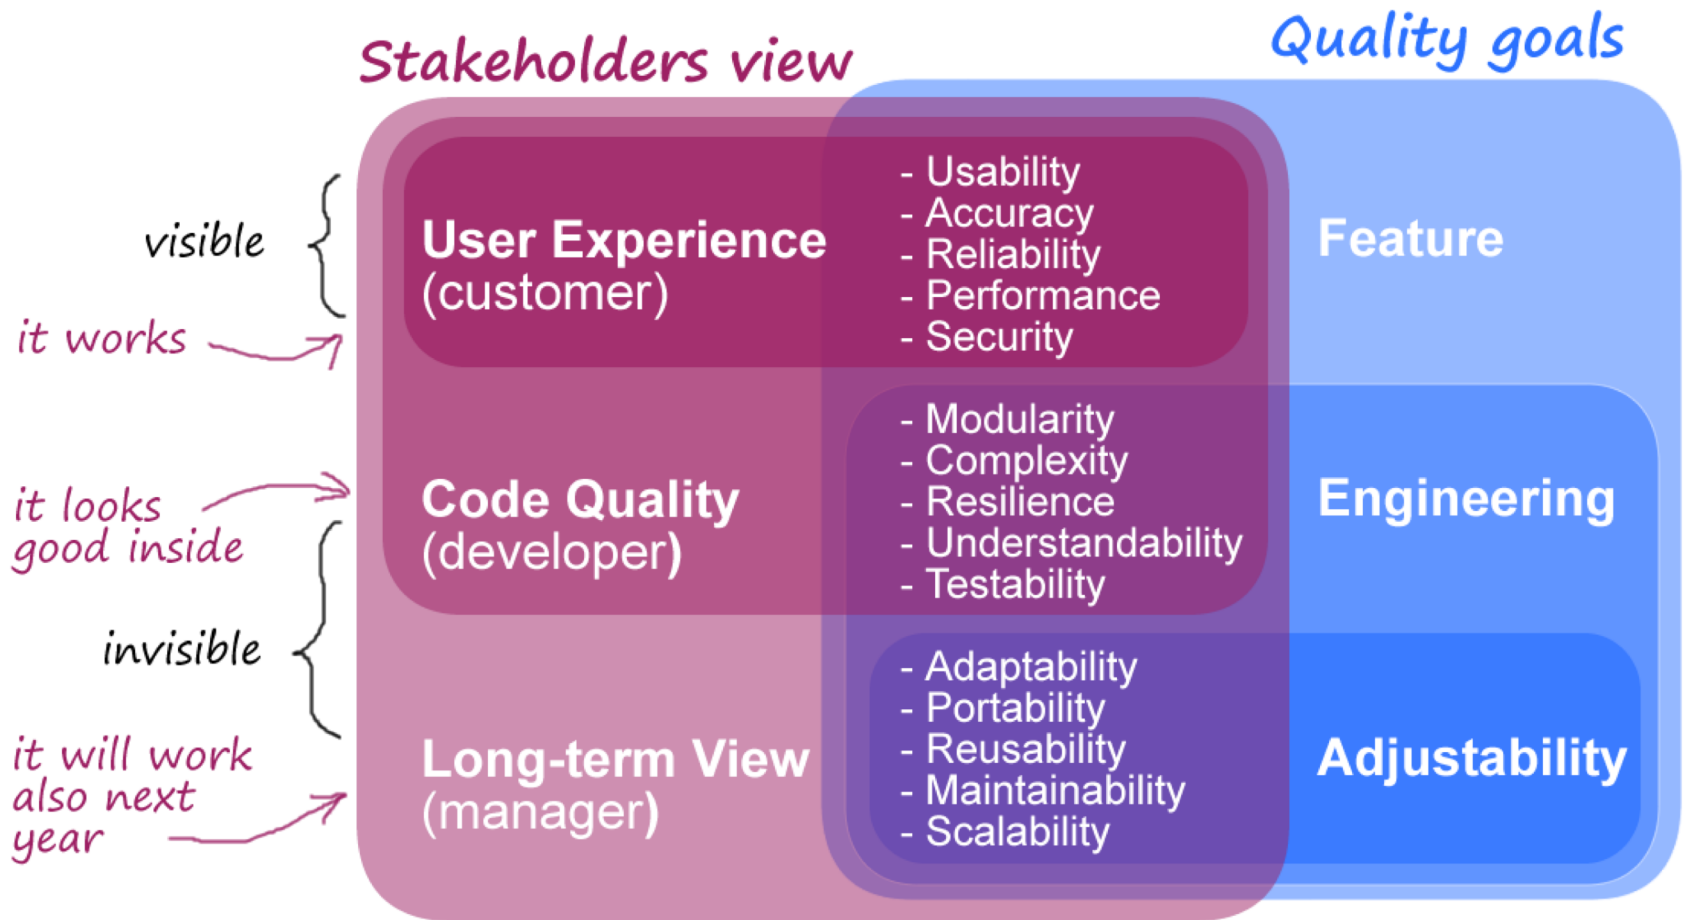 Stakeholders view
Quality goals
visible
it works
it looks
good inside
invisible
it will work
also next
year
User Experience
(customer)
- Usability
- Accuracy
- Reliability
- Performance
- Security
Feature
Code Quality
(developer)
- Modularity
- Complexity
- Resilience
- Understandability
- Testability
Engineering
Long-term View
(manager)
- Adaptability
- Portability
- Reusability
- Maintainability
- Scalability
Adjustability